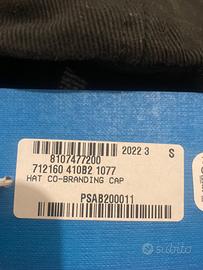 2022 3 S
8107477200
712160 410B2 1077
HAT CO-BRANDING CAP
PSAB200011
subito